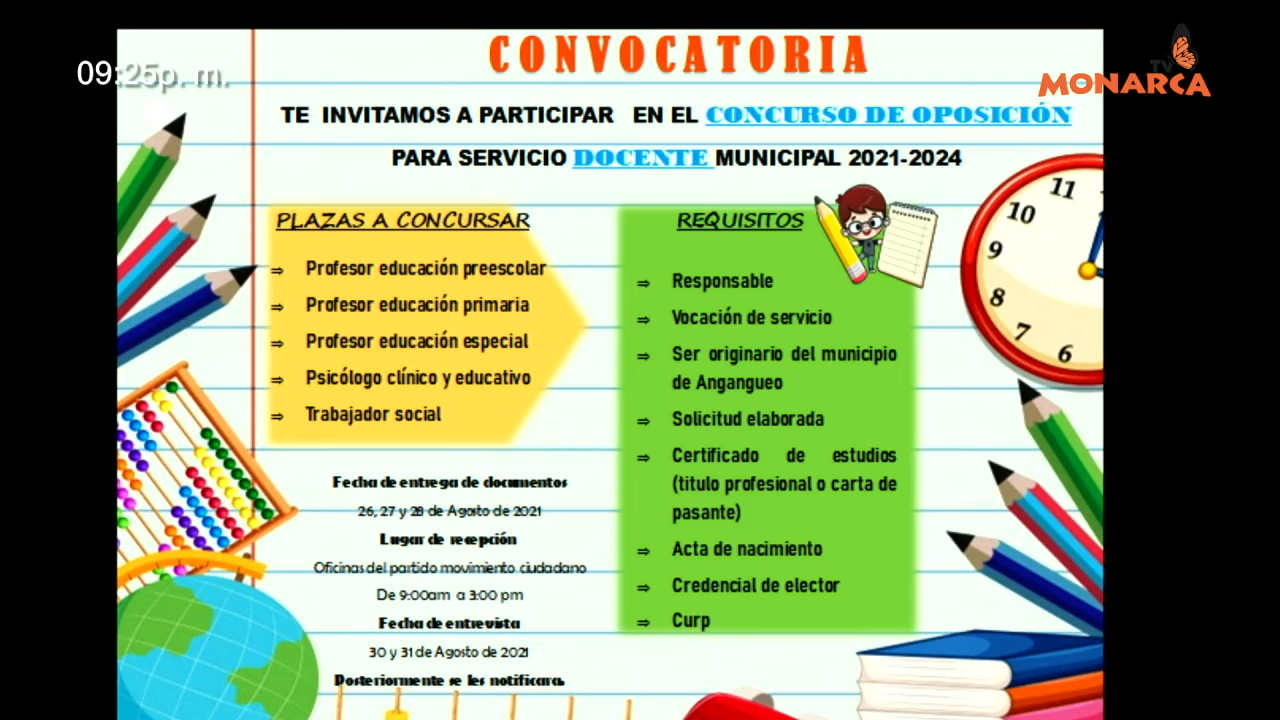 09:25p. m.
TV
MONARCA
CONVOCATORIA
TE INVITAMOS A PARTICIPAR EN EL CONCURSO DE OPOSICIÓN
PARA SERVICIO DOCENTE MUNICIPAL 2021-2024
PLAZAS A CONCURSAR
⇒ Profesor educación preescolar
⇒ Profesor educación primaria
⇒ Profesor educación especial
⇒ Psicólogo clínico y educativo
⇒ Trabajador social
Fecha de entrega de documentos
26, 27 y 28 de Agosto de 2021
Lugar de recepción
Oficinas del partido movimiento ciudadano
De 9:00am a 3:00 pm
Fecha de entrevista
30 y 31 de Agosto de 2021
Posteriormente se les notificara.
REQUISITOS
⇒ Responsable
⇒ Vocación de servicio
⇒ Ser originario del municipio
de Angangueo
⇒ Solicitud elaborada
⇒ Certificado de estudios
(titulo profesional o carta de
pasante)
⇒ Acta de nacimiento
⇒ Credencial de elector
⇒ Curp
11
10
9
8
7
6